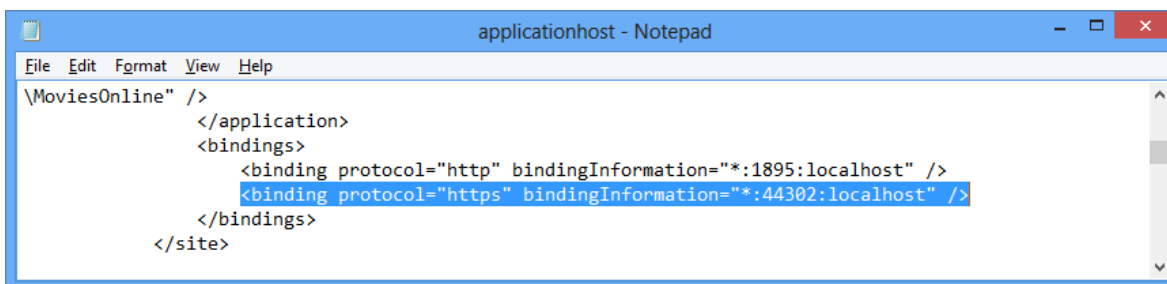 applicationhost - Notepad
File Edit Format View Help
\MoviesOnline" />
</application>
<bindings>
<binding protocol="http" bindingInformation="*:1895:localhost" />
<binding protocol="https" bindingInformation="*:44302:localhost" />
</bindings>
</site>